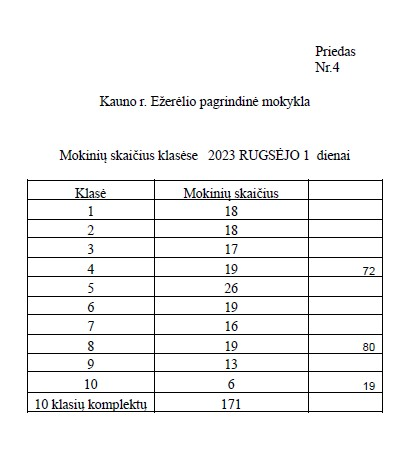 Priedas
Nr.4
Kauno r. Ežerėlio pagrindinė mokykla
Mokinių skaičius klasėse 2023 RUGSĖJO 1 dienai
Klasė Mokinių skaičius
1 18
2 18
3 17
4 19 72
5 26
6 19
7 16
8 19 80
9 13
10 6 19
10 klasių komplektų 171